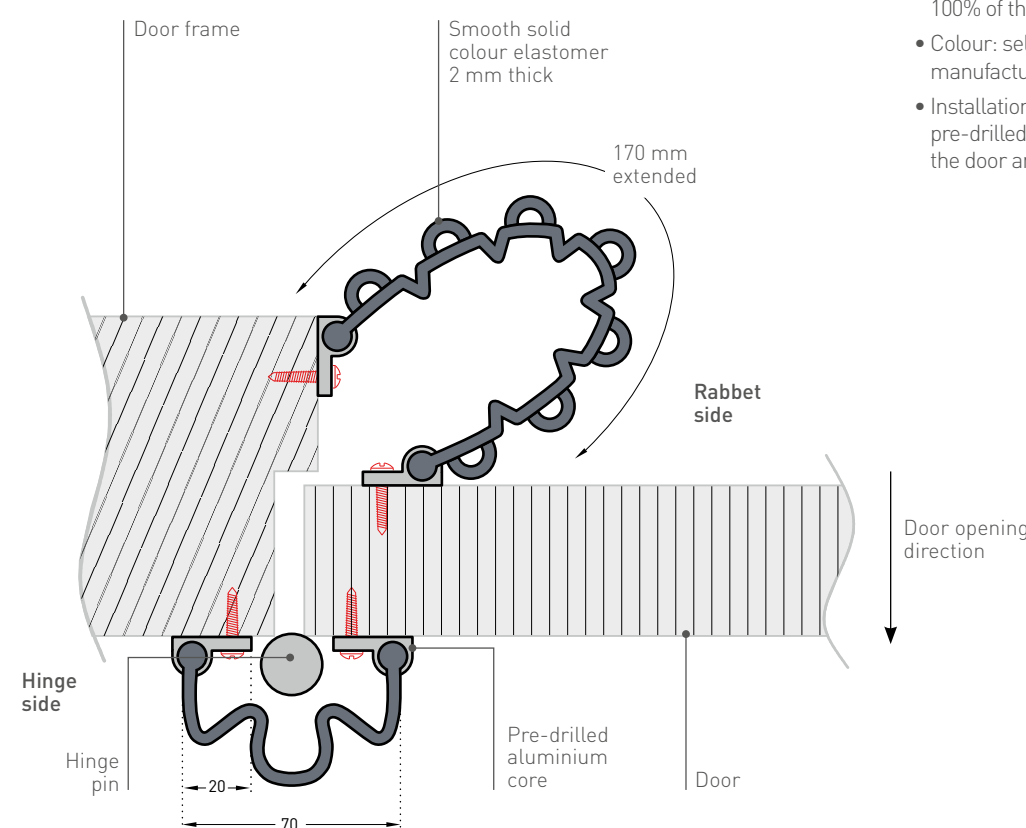 Door frame
Smooth solid
colour elastomer
2 mm thick
100% of th
• Colour: sel
manufactu
• Installation
pre-drilled
the door an
170 mm
extended
Rabbet
side
Door opening
direction
Hinge
side
Hinge
pin
Pre-drilled
aluminium
core
Door
20
70